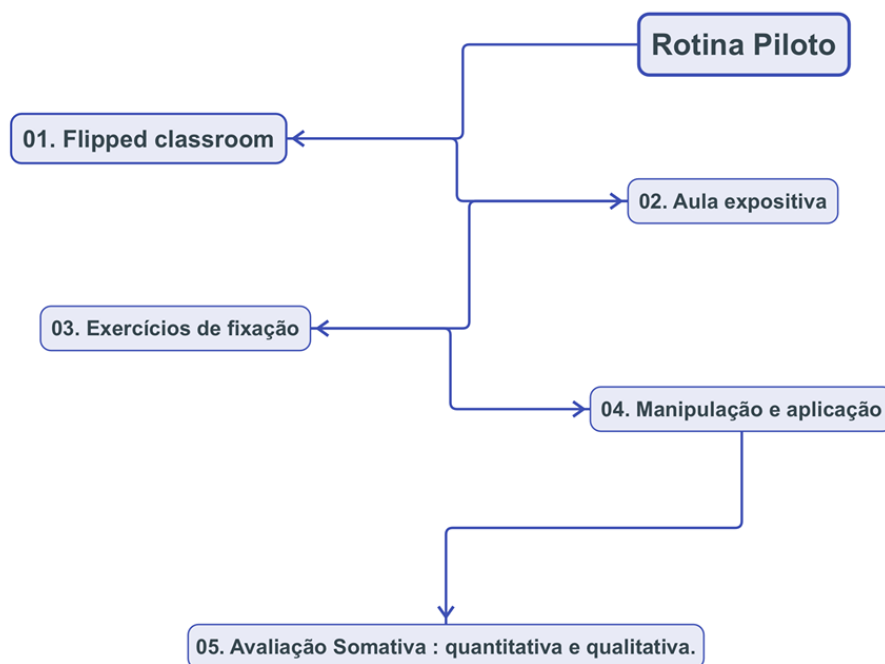 Rotina Piloto
01. Flipped classroom
02. Aula expositiva
03. Exercícios de fixação
04. Manipulação e aplicação
05. Avaliação Somativa : quantitativa e qualitativa.